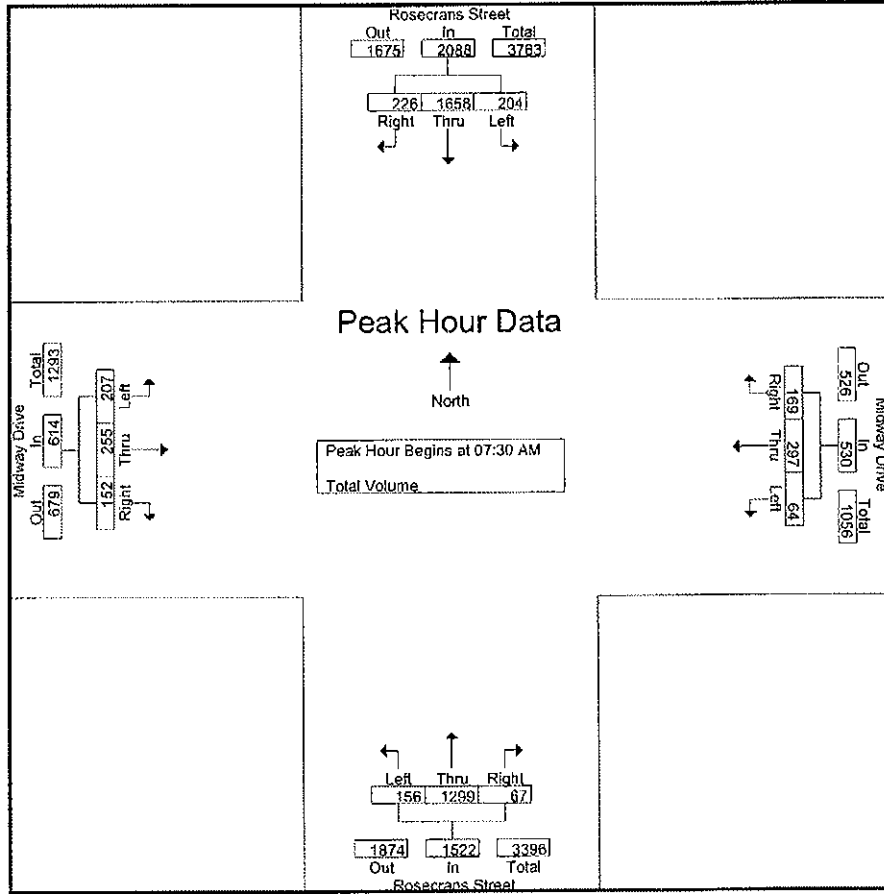 Rosecrans Street
Out In Total
1675 2088 3763
226 1658 204
Right Thru Left
Peak Hour Data
North
Peak Hour Begins at 07:30 AM
Total Volume
Midway Drive
Out In Total
679 614 1293
207 255 152
Left Thru Right
Midway Drive
Out In Total
526 530 1056
169 297 64
Right Thru Left
Left Thru Right
156 1299 67
1874 1522 3396
Out In Total
Rosecrans Street